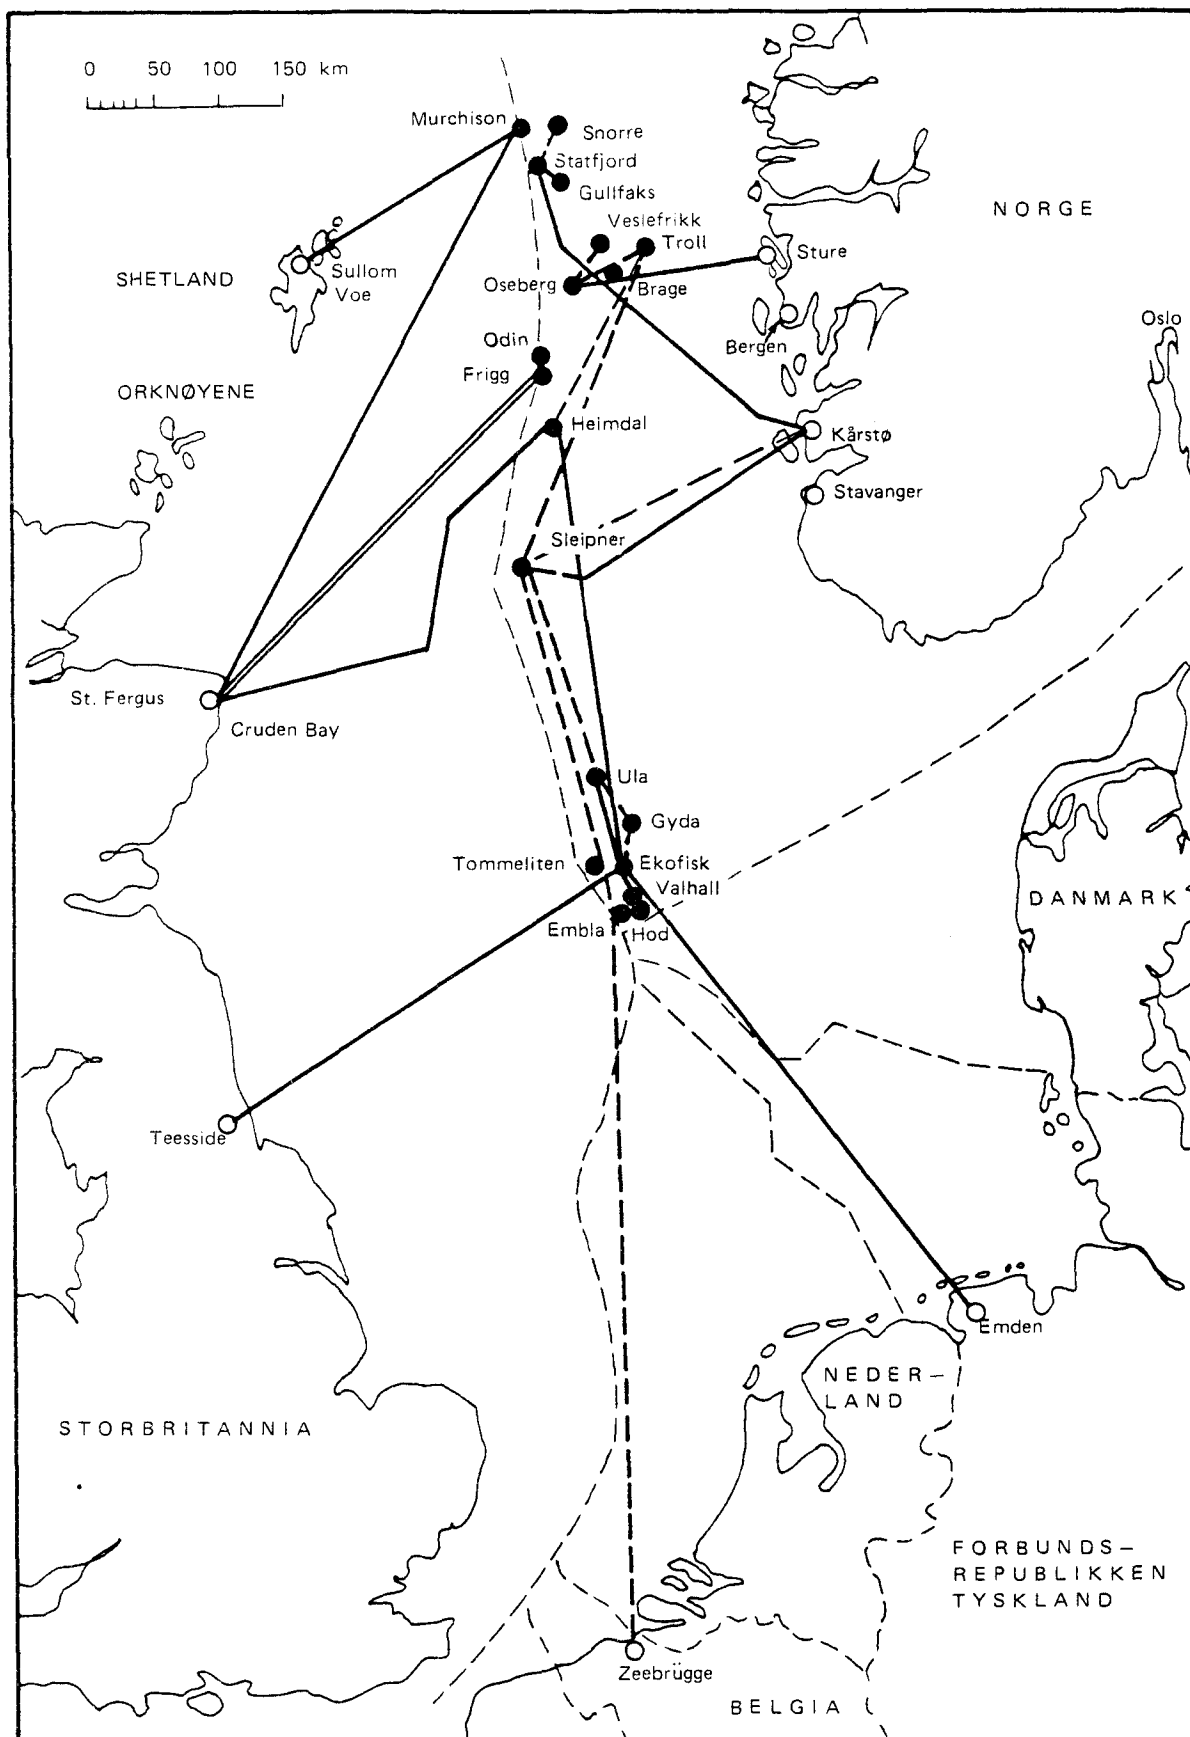 0 50 100 150 km
Murchison
Snorre
Statfjord
Gullfaks
NORGE
Veslefrikk
Troll
Sture
SHETLAND
Sullom
Voe
Oseberg
Brage
Oslo
Odin
Bergen
Frigg
ORKNØYENE
Heimdal
Kårstø
Stavanger
Sleipner
St. Fergus
Cruden Bay
Ula
Gyda
Tommeliten
Ekofisk
Valhall
DANMARK
Embla
Hod
Teesside
Emden
NEDER–
LAND
STORBRITANNIA
FORBUNDS–
REPUBLIKKEN
TYSKLAND
Zeebrügge
BELGIA